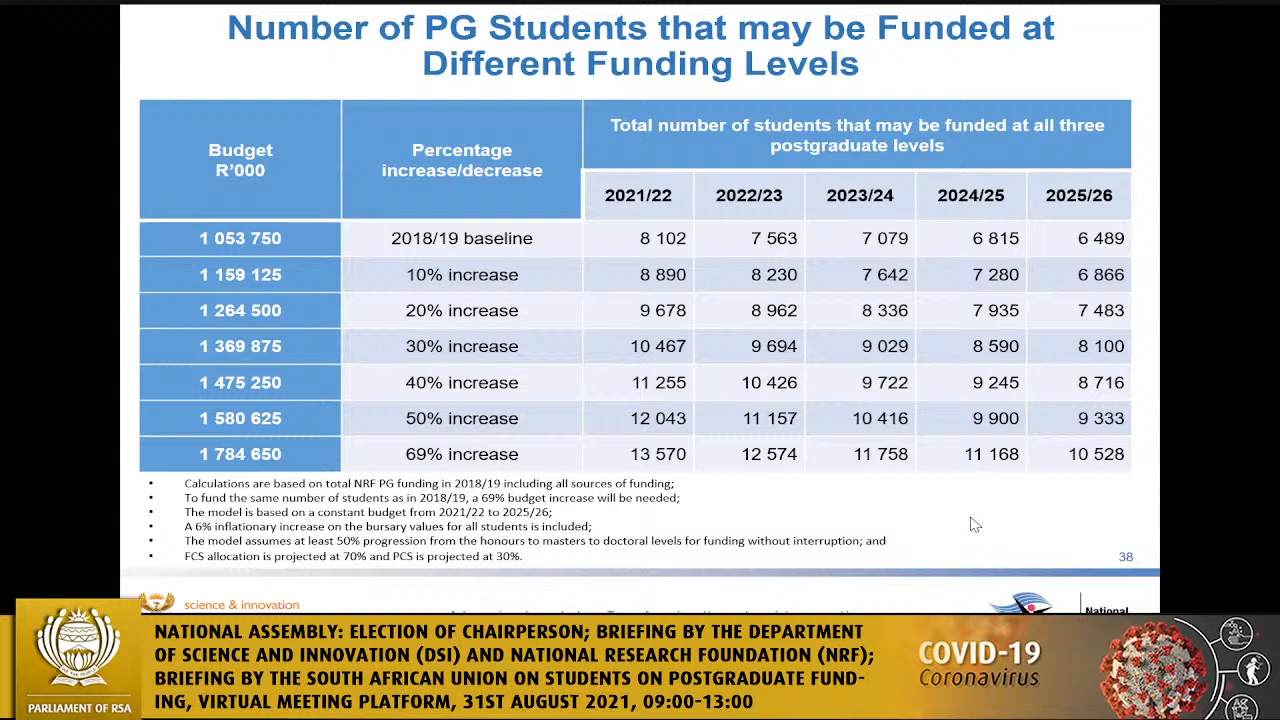 Number of PG Students that may be Funded at
Different Funding Levels
Budget
R’000
Percentage
increase/decrease
Total number of students that may be funded at all three
postgraduate levels
2021/22 2022/23 2023/24 2024/25 2025/26
1 053 750 2018/19 baseline 8 102 7 563 7 079 6 815 6 489
1 159 125 10% increase 8 890 8 230 7 642 7 280 6 866
1 264 500 20% increase 9 678 8 962 8 336 7 935 7 483
1 369 875 30% increase 10 467 9 694 9 029 8 590 8 100
1 475 250 40% increase 11 255 10 426 9 722 9 245 8 716
1 580 625 50% increase 12 043 11 157 10 416 9 900 9 333
1 784 650 69% increase 13 570 12 574 11 758 11 168 10 528
• Calculations are based on total NRF PG funding in 2018/19 including all sources of funding;
• To fund the same number of students as in 2018/19, a 69% budget increase will be needed;
• The model is based on a constant budget from 2021/22 to 2025/26;
• A 6% inflationary increase on the bursary values for all students is included;
• The model assumes at least 50% progression from the honours to masters to doctoral levels for funding without interruption; and
• FCS allocation is projected at 70% and PCS is projected at 30%.
38
science & innovation
National
PARLIAMENT OF RSA
NATIONAL ASSEMBLY: ELECTION OF CHAIRPERSON; BRIEFING BY THE DEPARTMENT
OF SCIENCE AND INNOVATION (DSI) AND NATIONAL RESEARCH FOUNDATION (NRF);
BRIEFING BY THE SOUTH AFRICAN UNION ON STUDENTS ON POSTGRADUATE FUND-
ING, VIRTUAL MEETING PLATFORM, 31ST AUGUST 2021, 09:00-13:00
COVID-19
Coronavirus